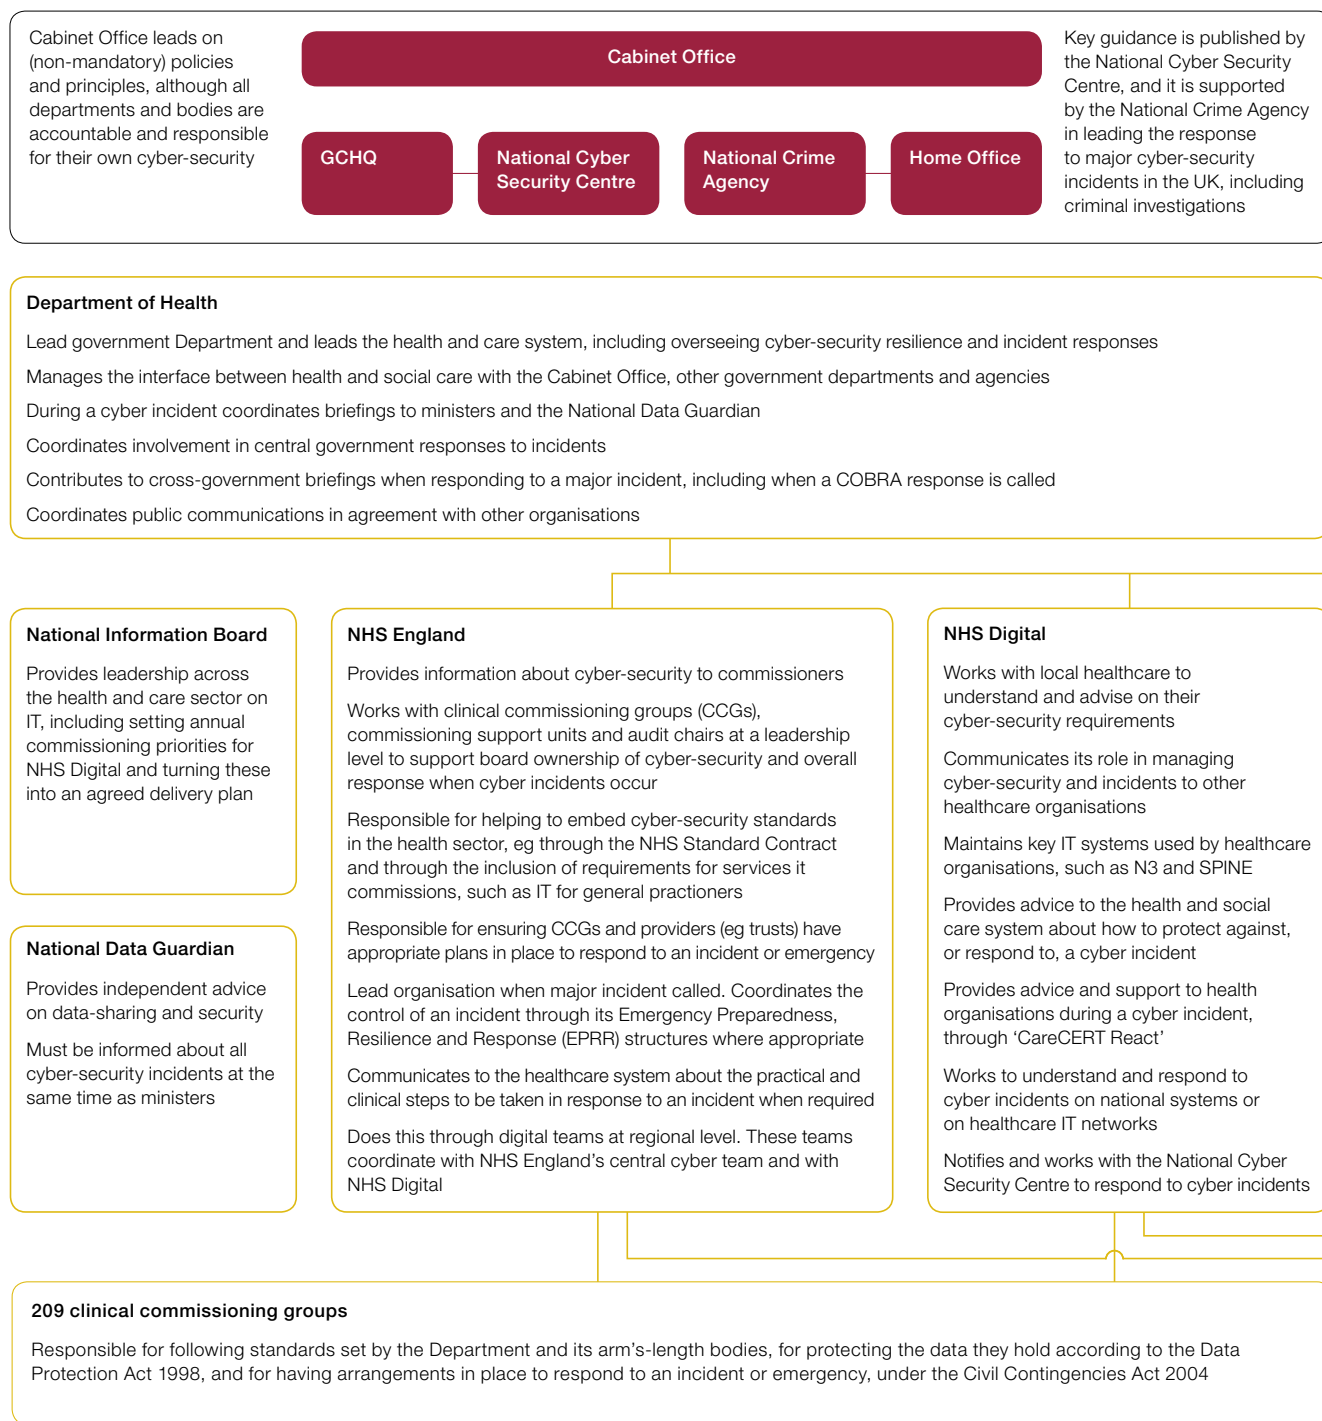 Cabinet Office leads on
(non-mandatory) policies
and principles, although all
departments and bodies are
accountable and responsible
for their own cyber-security
Cabinet Office
GCHQ
National Cyber
Security Centre
National Crime
Agency
Home Office
Key guidance is published by
the National Cyber Security
Centre, and it is supported
by the National Crime Agency
in leading the response
to major cyber-security
incidents in the UK, including
criminal investigations
Department of Health
Lead government Department and leads the health and care system, including overseeing cyber-security resilience and incident responses
Manages the interface between health and social care with the Cabinet Office, other government departments and agencies
During a cyber incident coordinates briefings to ministers and the National Data Guardian
Coordinates involvement in central government responses to incidents
Contributes to cross-government briefings when responding to a major incident, including when a COBRA response is called
Coordinates public communications in agreement with other organisations
National Information Board
Provides leadership across
the health and care sector on
IT, including setting annual
commissioning priorities for
NHS Digital and turning these
into an agreed delivery plan
National Data Guardian
Provides independent advice
on data-sharing and security
Must be informed about all
cyber-security incidents at the
same time as ministers
NHS England
Provides information about cyber-security to commissioners
Works with clinical commissioning groups (CCGs),
commissioning support units and audit chairs at a leadership
level to support board ownership of cyber-security and overall
response when cyber incidents occur
Responsible for helping to embed cyber-security standards
in the health sector, eg through the NHS Standard Contract
and through the inclusion of requirements for services it
commissions, such as IT for general practioners
Responsible for ensuring CCGs and providers (eg trusts) have
appropriate plans in place to respond to an incident or emergency
Lead organisation when major incident called. Coordinates the
control of an incident through its Emergency Preparedness,
Resilience and Response (EPRR) structures where appropriate
Communicates to the healthcare system about the practical and
clinical steps to be taken in response to an incident when required
Does this through digital teams at regional level. These teams
coordinate with NHS England's central cyber team and with
NHS Digital
NHS Digital
Works with local healthcare to
understand and advise on their
cyber-security requirements
Communicates its role in managing
cyber-security and incidents to other
healthcare organisations
Maintains key IT systems used by healthcare
organisations, such as N3 and SPINE
Provides advice to the health and social
care system about how to protect against,
or respond to, a cyber incident
Provides advice and support to health
organisations during a cyber incident,
through 'CareCERT React'
Works to understand and respond to
cyber incidents on national systems or
on healthcare IT networks
Notifies and works with the National Cyber
Security Centre to respond to cyber incidents
209 clinical commissioning groups
Responsible for following standards set by the Department and its arm's-length bodies, for protecting the data they hold according to the Data
Protection Act 1998, and for having arrangements in place to respond to an incident or emergency, under the Civil Contingencies Act 2004